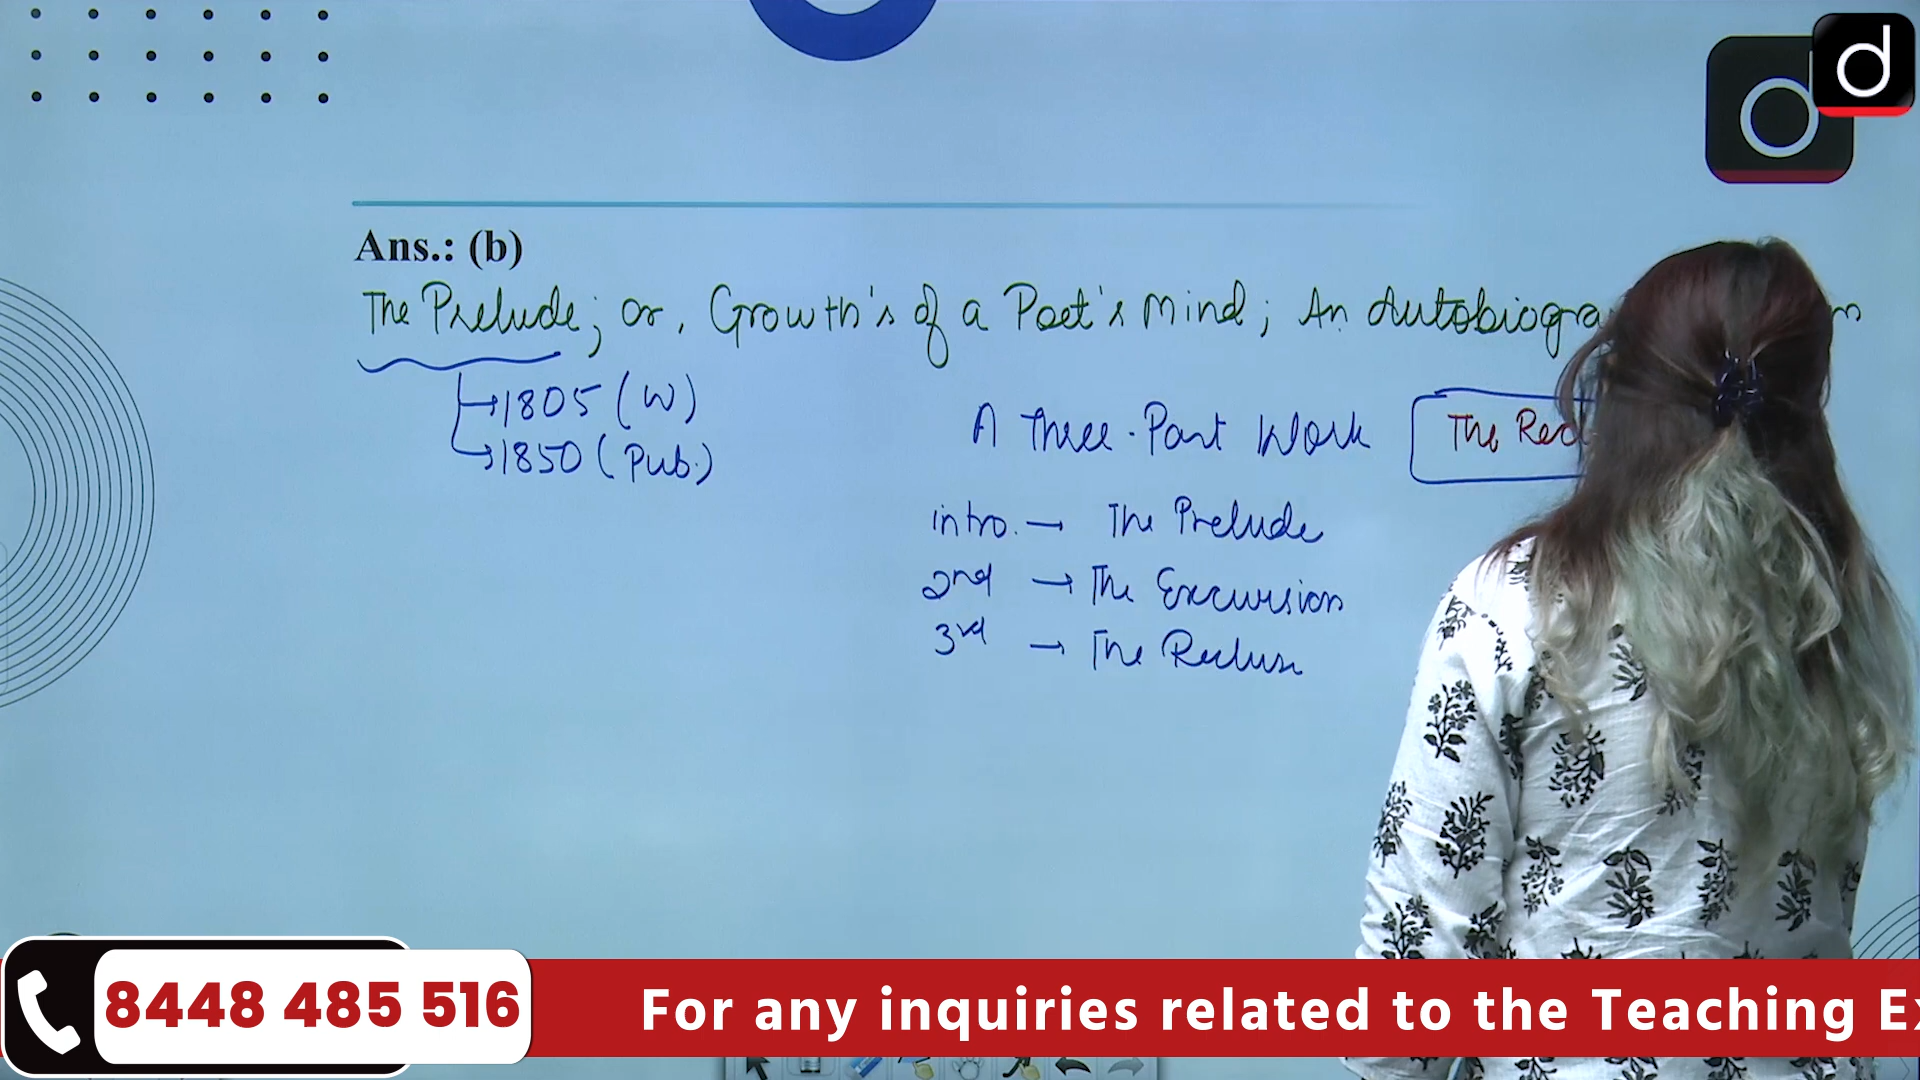 d
Ans.: (b)
The Prelude; or, Growth's of a Poet's Mind; An Autobiogra
1805 (W)
1850 (Pub.)
A Three-Part Work The Rec
intro. → The Prelude
2nd → The Excursion
3rd → The Recluse
8448 485 516
For any inquiries related to the Teaching Ex